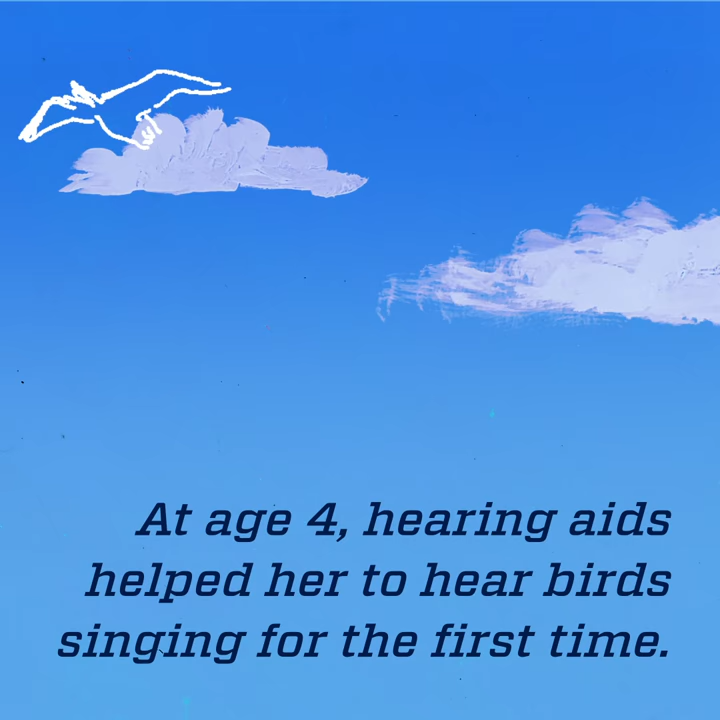 At age 4, hearing aids
helped her to hear birds
singing for the first time.